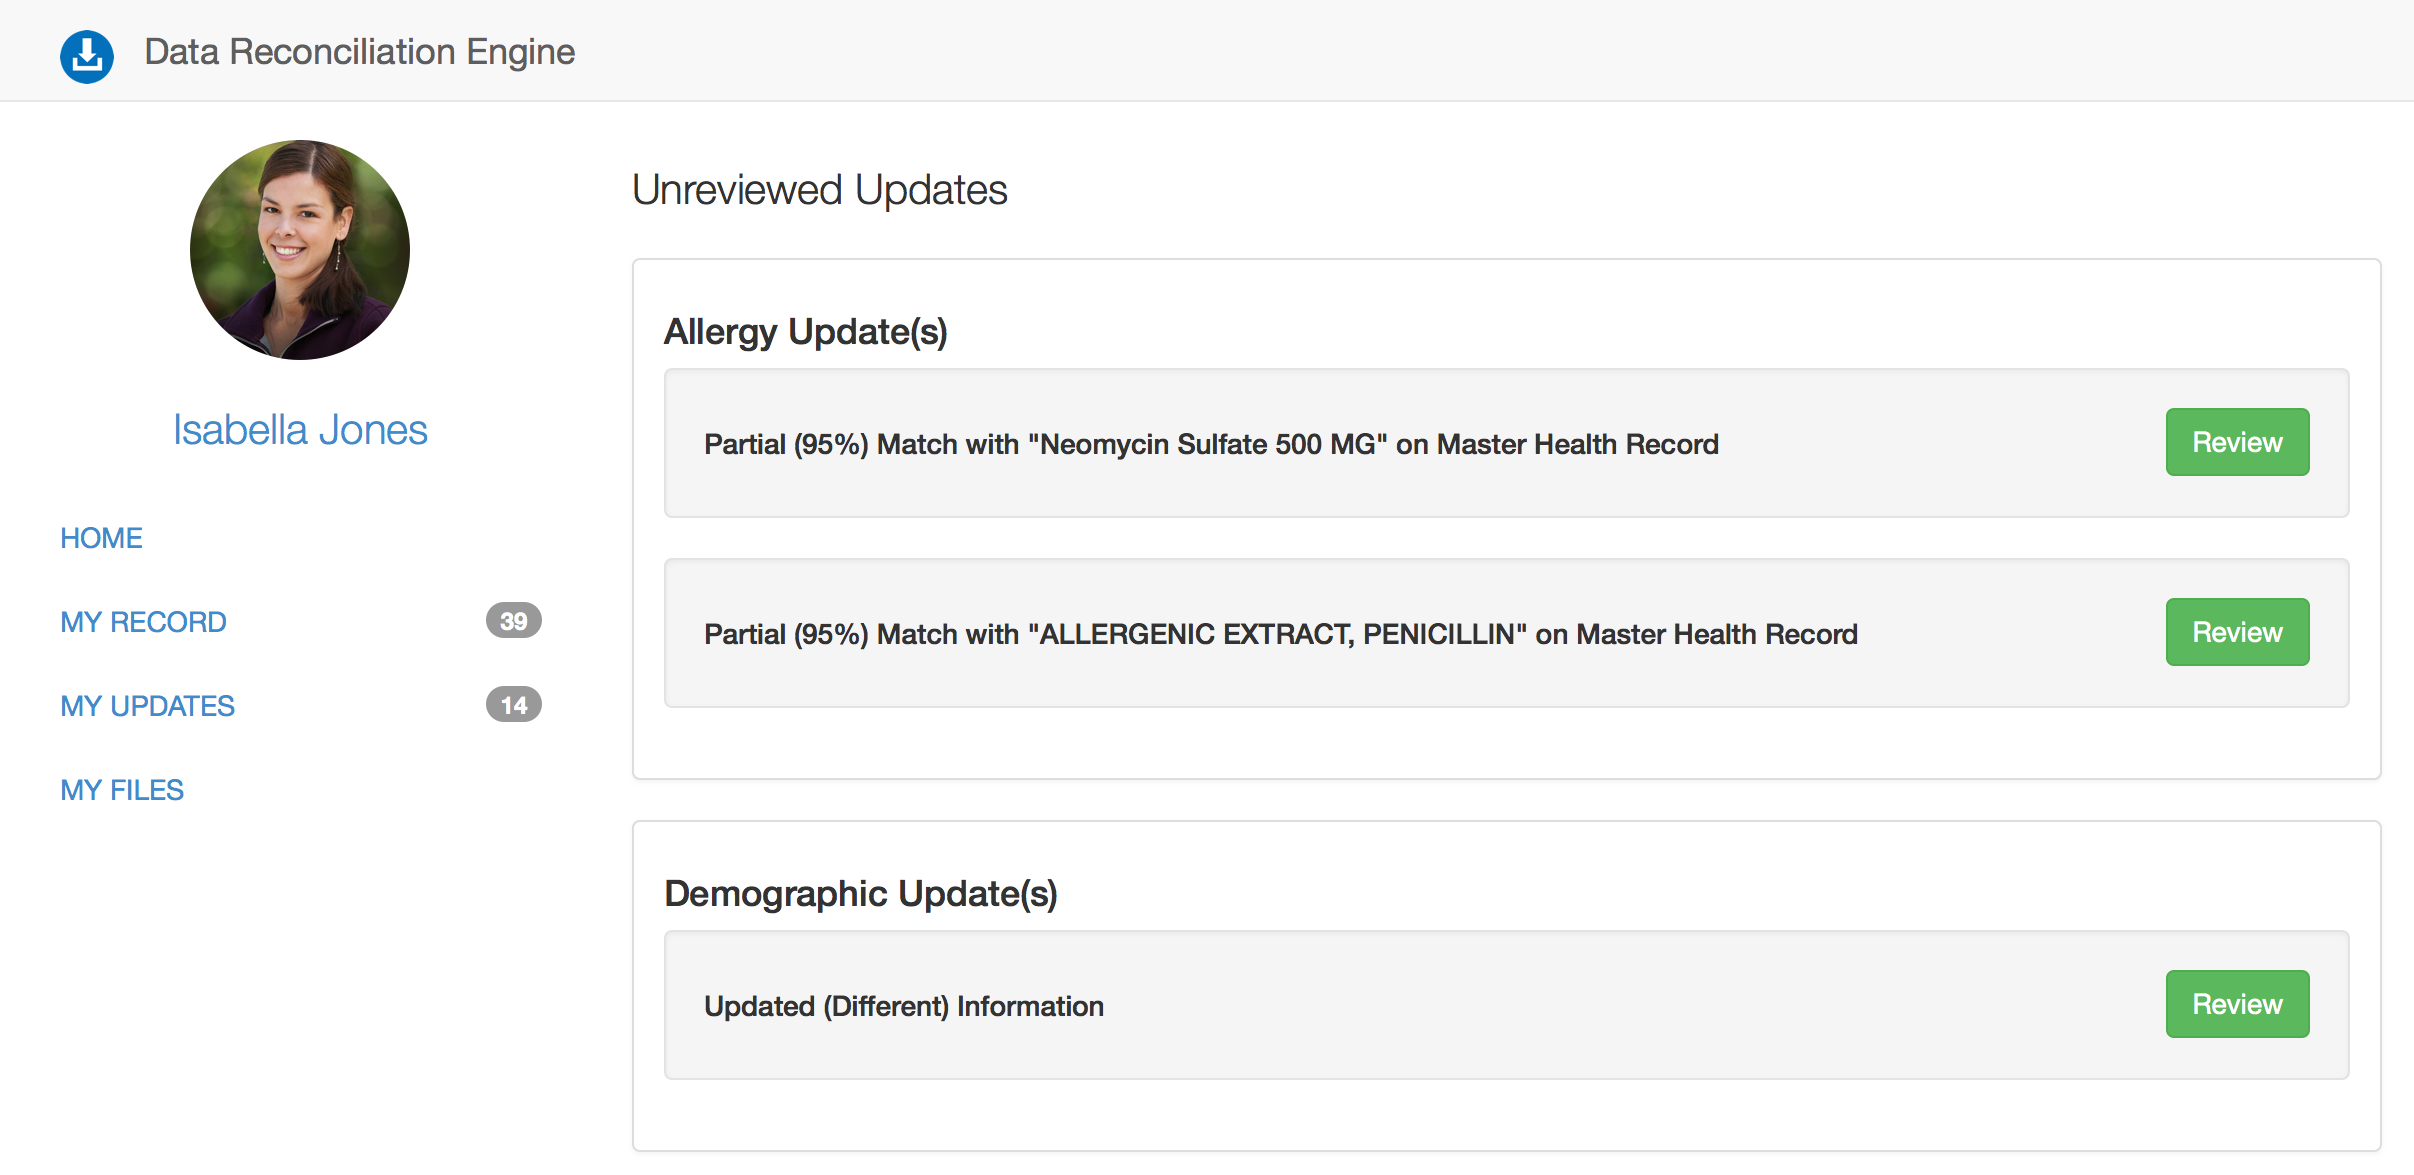 Data Reconciliation Engine
Isabella Jones
HOME
MY RECORD 39
MY UPDATES 14
MY FILES
Unreviewed Updates
Allergy Update(s)
Partial (95%) Match with "Neomycin Sulfate 500 MG" on Master Health Record Review
Partial (95%) Match with "ALLERGENIC EXTRACT, PENICILLIN" on Master Health Record Review
Demographic Update(s)
Updated (Different) Information Review